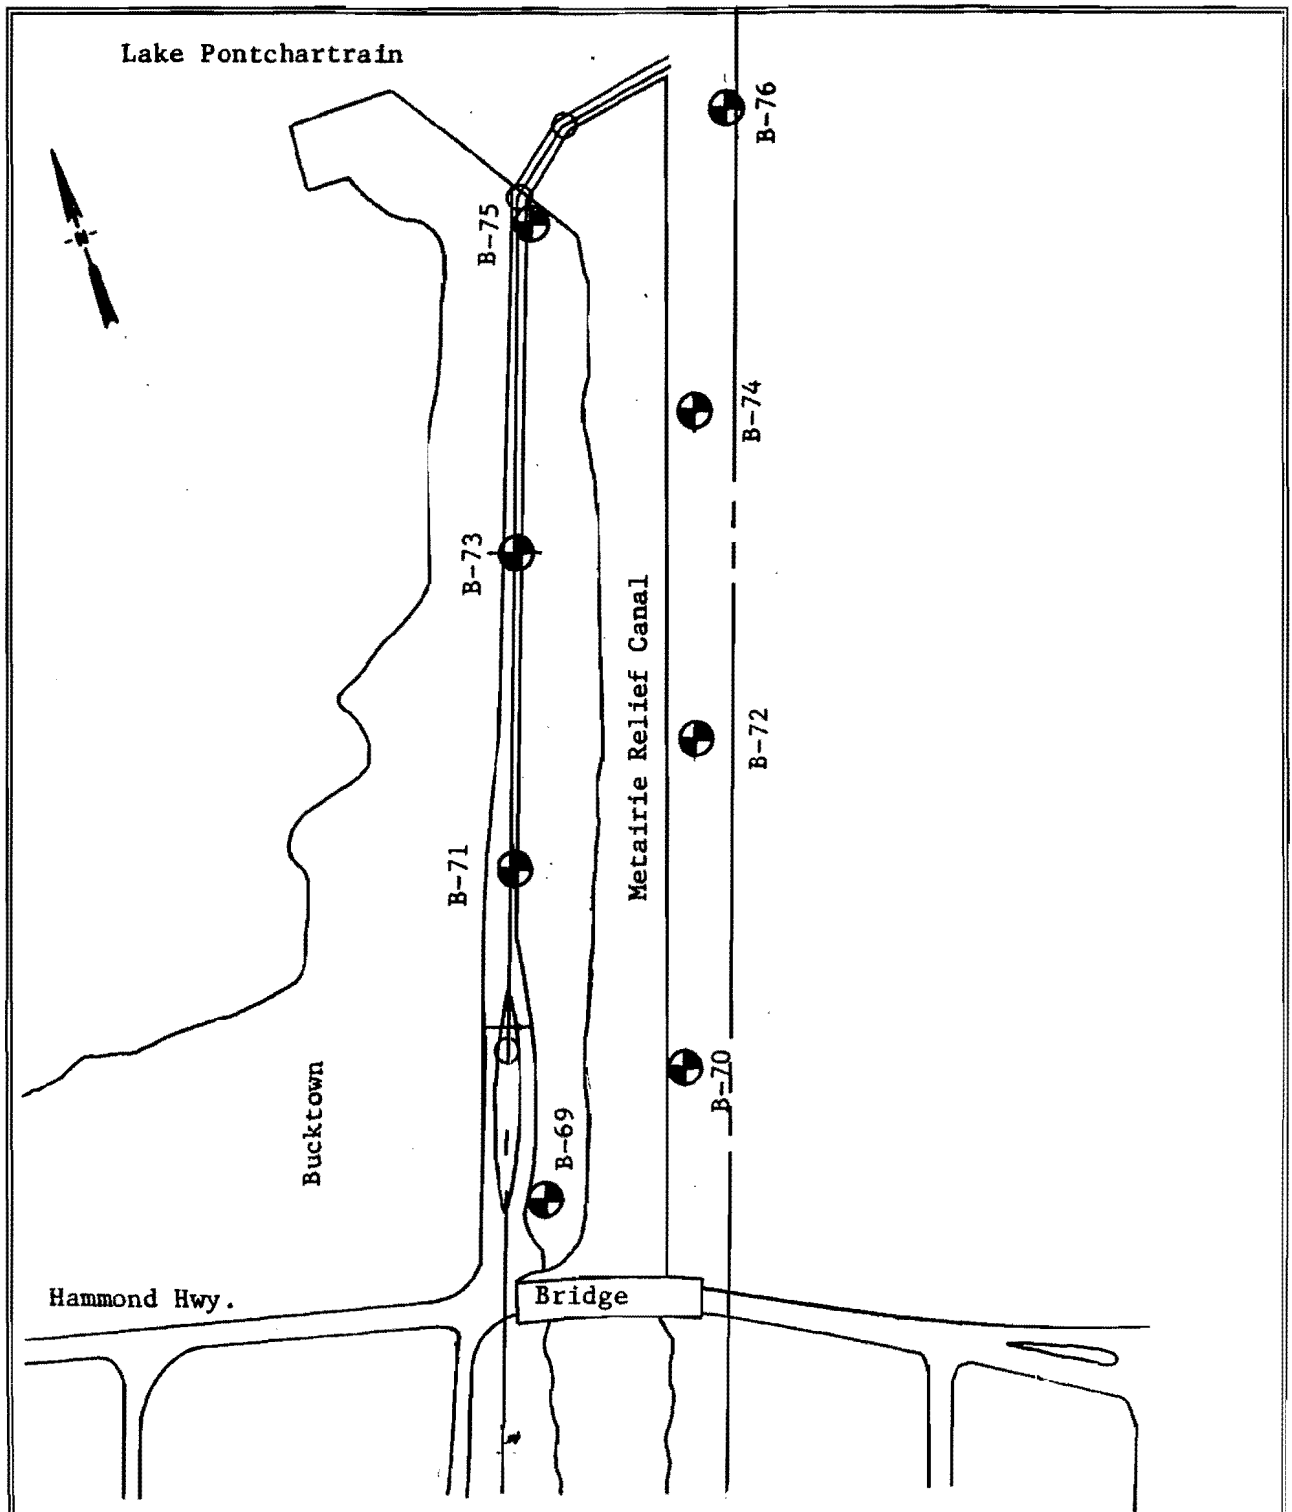 Lake Pontchartrain
B-76
B-75
B-74
B-73
Metairie Relief Canal
B-72
B-71
B-70
Bucktown
B-69
Hammond Hwy.
Bridge